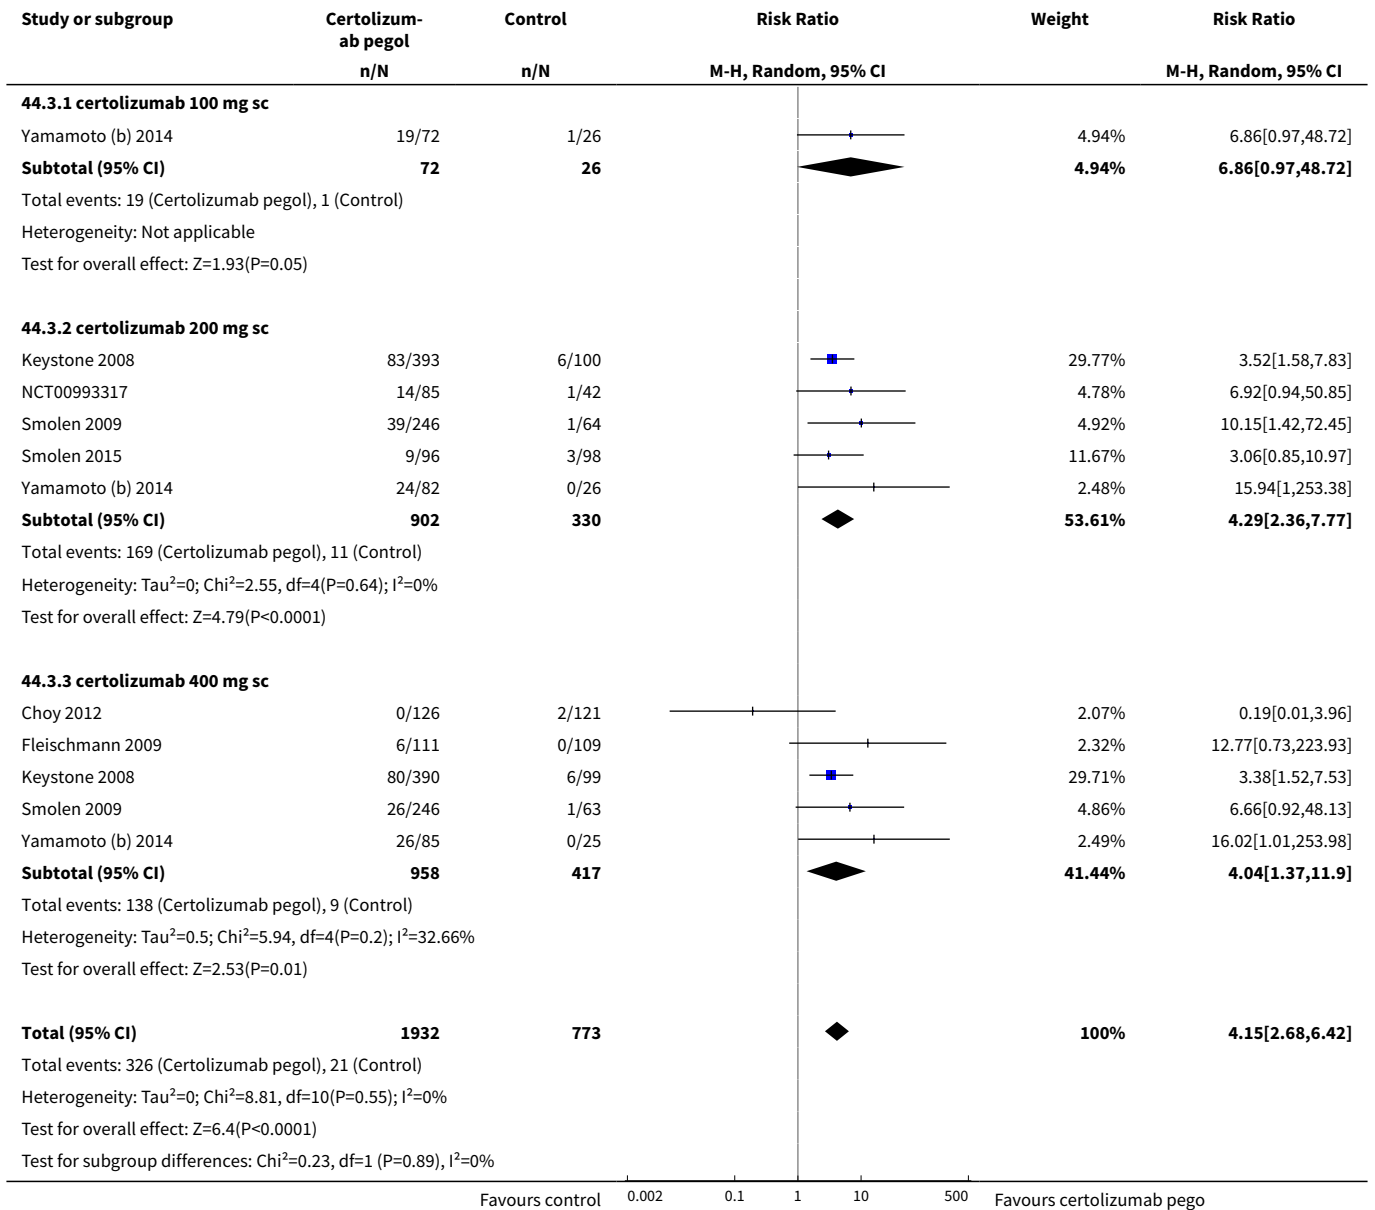 Study or subgroup Certolizum- Control Risk Ratio Weight Risk Ratio
ab pegol
n/N n/N M-H, Random, 95% CI M-H, Random, 95% CI
44.3.1 certolizumab 100 mg sc
Yamamoto (b) 2014 19/72 1/26 4.94% 6.86[0.97,48.72]
Subtotal (95% CI) 72 26 4.94% 6.86[0.97,48.72]
Total events: 19 (Certolizumab pegol), 1 (Control)
Heterogeneity: Not applicable
Test for overall effect: Z=1.93(P=0.05)
44.3.2 certolizumab 200 mg sc
Keystone 2008 83/393 6/100 29.77% 3.52[1.58,7.83]
NCT00993317 14/85 1/42 4.78% 6.92[0.94,50.85]
Smolen 2009 39/246 1/64 4.92% 10.15[1.42,72.45]
Smolen 2015 9/96 3/98 11.67% 3.06[0.85,10.97]
Yamamoto (b) 2014 24/82 0/26 2.48% 15.94[1,253.38]
Subtotal (95% CI) 902 330 53.61% 4.29[2.36,7.77]
Total events: 169 (Certolizumab pegol), 11 (Control)
Heterogeneity: Tau²=0; Chi²=2.55, df=4(P=0.64); I²=0%
Test for overall effect: Z=4.79(P<0.0001)
44.3.3 certolizumab 400 mg sc
Choy 2012 0/126 2/121 2.07% 0.19[0.01,3.96]
Fleischmann 2009 6/111 0/109 2.32% 12.77[0.73,223.93]
Keystone 2008 80/390 6/99 29.71% 3.38[1.52,7.53]
Smolen 2009 26/246 1/63 4.86% 6.66[0.92,48.13]
Yamamoto (b) 2014 26/85 0/25 2.49% 16.02[1.01,253.98]
Subtotal (95% CI) 958 417 41.44% 4.04[1.37,11.9]
Total events: 138 (Certolizumab pegol), 9 (Control)
Heterogeneity: Tau²=0.5; Chi²=5.94, df=4(P=0.2); I²=32.66%
Test for overall effect: Z=2.53(P=0.01)
Total (95% CI) 1932 773 100% 4.15[2.68,6.42]
Total events: 326 (Certolizumab pegol), 21 (Control)
Heterogeneity: Tau²=0; Chi²=8.81, df=10(P=0.55); I²=0%
Test for overall effect: Z=6.4(P<0.0001)
Test for subgroup differences: Chi²=0.23, df=1 (P=0.89), I²=0%
Favours control 0.002 0.1 1 10 500 Favours certolizumab pego